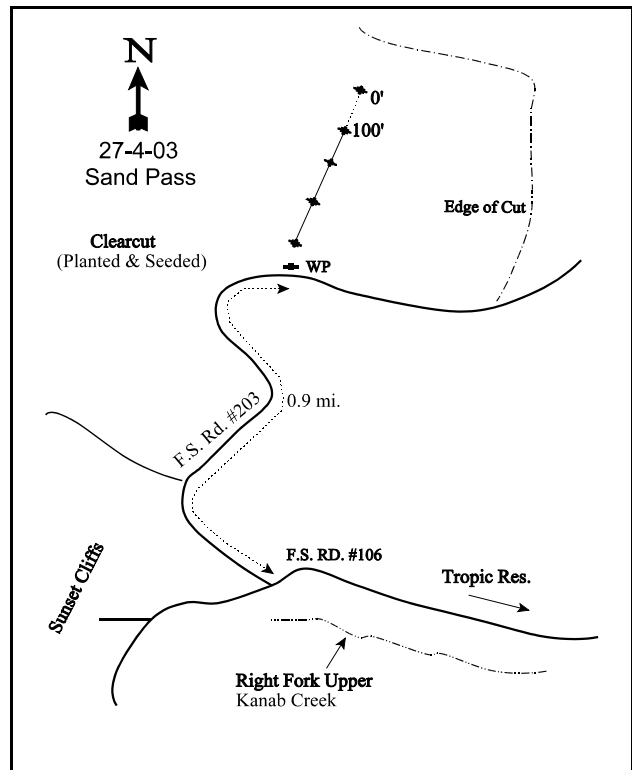 N
27-4-03
Sand Pass
0'
100'
Edge of Cut
Clearcut
(Planted & Seeded)
WP
F.S. Rd. #203
0.9 mi.
F.S. RD. #106
Tropic Res.
Sunset Cliffs
Right Fork Upper
Kanab Creek